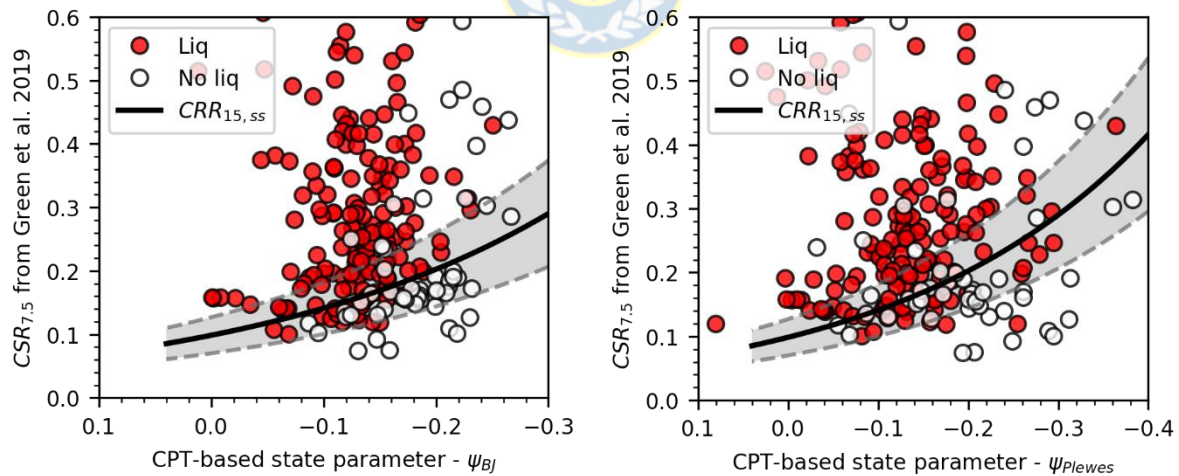 CSR7.5 from Green et al. 2019
0.6
0.5
0.4
0.3
0.2
0.1
0.0
Liq
No liq
CRR15,ss
0.1 0.0 −0.1 −0.2 −0.3
CPT-based state parameter - ψBJ
CSR7.5 from Green et al. 2019
0.6
0.5
0.4
0.3
0.2
0.1
0.0
Liq
No liq
CRR15,ss
0.1 0.0 −0.1 −0.2 −0.3 −0.4
CPT-based state parameter - ψPlewes